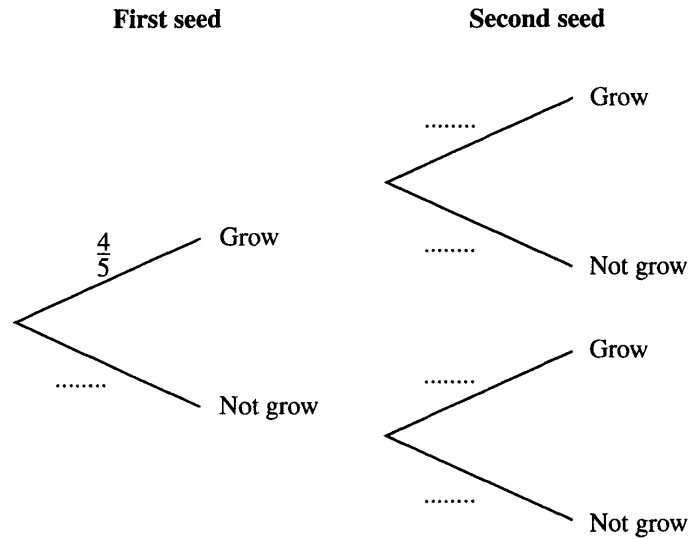 First seed
Second seed
Grow
........
4/5
Grow
........
Not grow
........
Grow
........
Not grow
........
Not grow